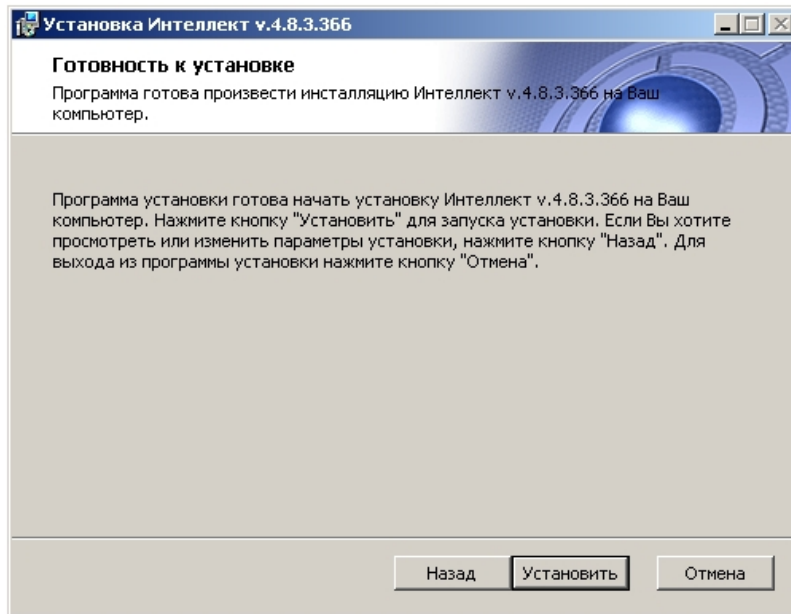 Установка Интеллект v.4.8.3.366
Готовность к установке
Программа готова произвести инсталляцию Интеллект v.4.8.3.366 на Ваш
компьютер.
Программа установки готова начать установку Интеллект v.4.8.3.366 на Ваш
компьютер. Нажмите кнопку "Установить" для запуска установки. Если Вы хотите
просмотреть или изменить параметры установки, нажмите кнопку "Назад". Для
выхода из программы установки нажмите кнопку "Отмена".
Назад
Установить
Отмена